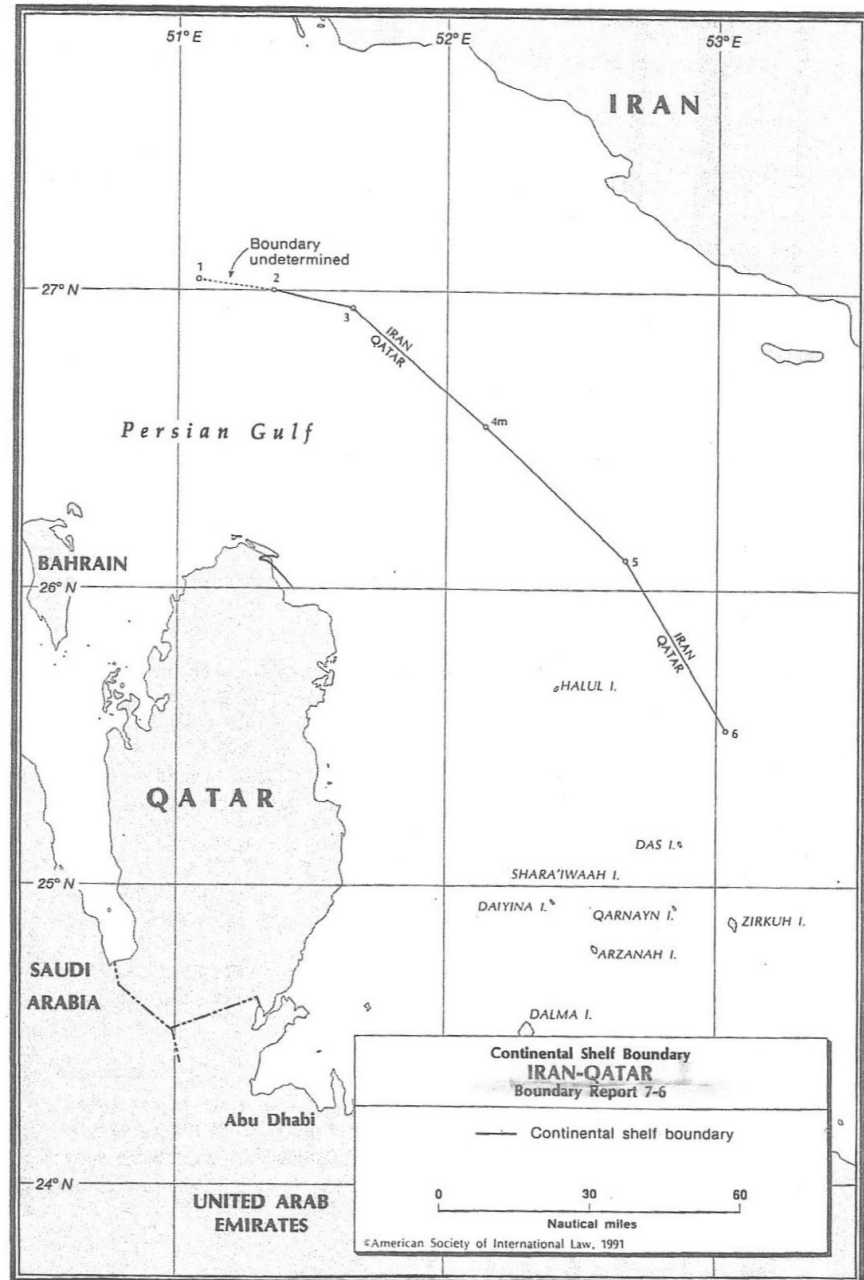 51° E
52° E
53° E
IRAN
Boundary
undetermined
1
2
27° N
3
IRAN
QATAR
4m
Persian Gulf
BAHRAIN
5
26° N
IRAN
QATAR
HALUL I.
6
QATAR
DAS I.
SHARA'IWAAH I.
25° N
DAIYINA I.
QARNAYN I.
ZIRKUH I.
ARZANAH I.
SAUDI
ARABIA
DALMA I.
Continental Shelf Boundary
IRAN-QATAR
Boundary Report 7-6
Abu Dhabi
Continental shelf boundary
24° N
0 30 60
Nautical miles
UNITED ARAB
EMIRATES
©American Society of International Law, 1991